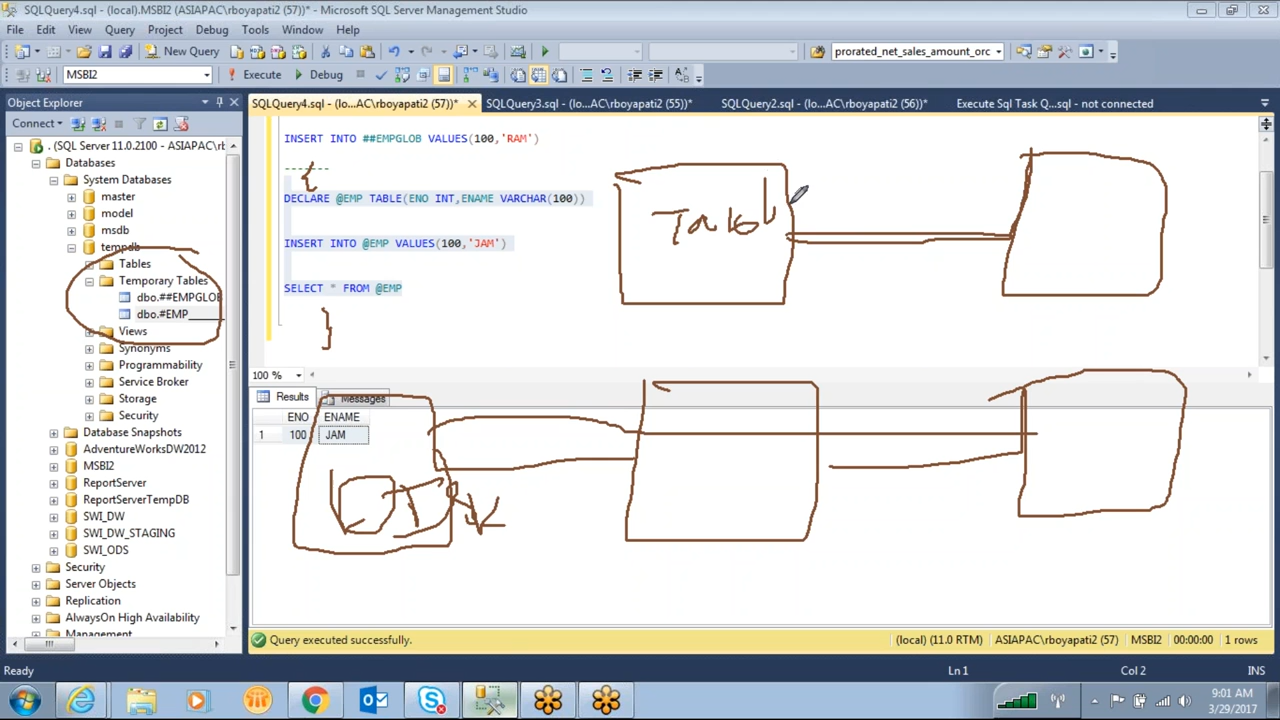 SQLQuery4.sql - (local).MSBI2 (ASIAPAC\rboyapati2 (57))* - Microsoft SQL Server Management Studio
File Edit View Query Project Debug Tools Window Help
New Query prorated_net_sales_amount_orc
MSBI2 Execute Debug
Object Explorer
Connect
. (SQL Server 11.0.2100 - ASIAPAC
Databases
System Databases
master
model
msdb
tempdb
Tables
Temporary Tables
dbo.##EMPGLOB
dbo.#EMP______
Views
Synonyms
Programmability
Service Broker
Storage
Security
Database Snapshots
AdventureWorksDW2012
MSBI2
ReportServer
ReportServerTempDB
SWI_DW
SWI_DW_STAGING
SWI_ODS
Security
Server Objects
Replication
AlwaysOn High Availability
Management
SQLQuery4.sql - (lo...AC\rboyapati2 (57))* SQLQuery3.sql - (lo...AC\rboyapati2 (55))* SQLQuery2.sql - (lo...AC\rboyapati2 (56))* Execute Sql Task Q...sql - not connected
INSERT INTO ##EMPGLOB VALUES(100,'RAM')
-------
{
DECLARE @EMP TABLE(ENO INT,ENAME VARCHAR(100))
INSERT INTO @EMP VALUES(100,'JAM')
SELECT * FROM @EMP
}
100 %
Results Messages
ENO ENAME
1 100 JAM
Query executed successfully. (local) (11.0 RTM) ASIAPAC\rboyapati2 (57) MSBI2 00:00:00 1 rows
Ready Ln 1 Col 2 INS
9:01 AM
3/29/2017